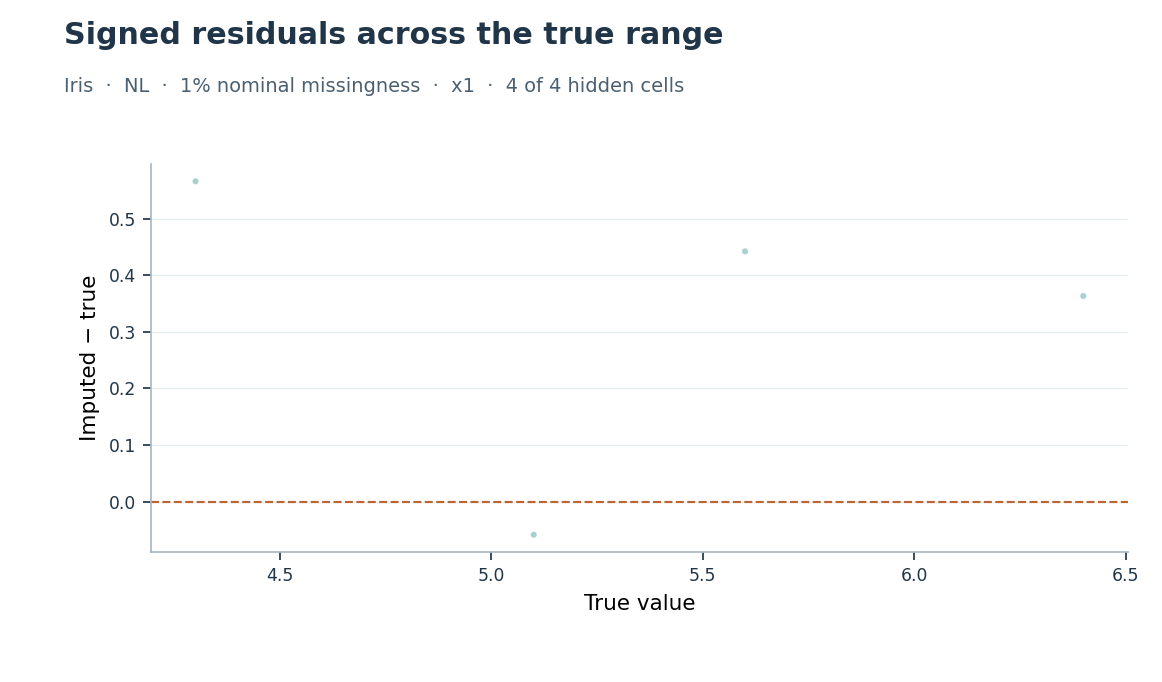 Signed residuals across the true range
Iris · NL · 1% nominal missingness · x1 · 4 of 4 hidden cells
Imputed − true
0.5
0.4
0.3
0.2
0.1
0.0
4.5 5.0 5.5 6.0 6.5
True value